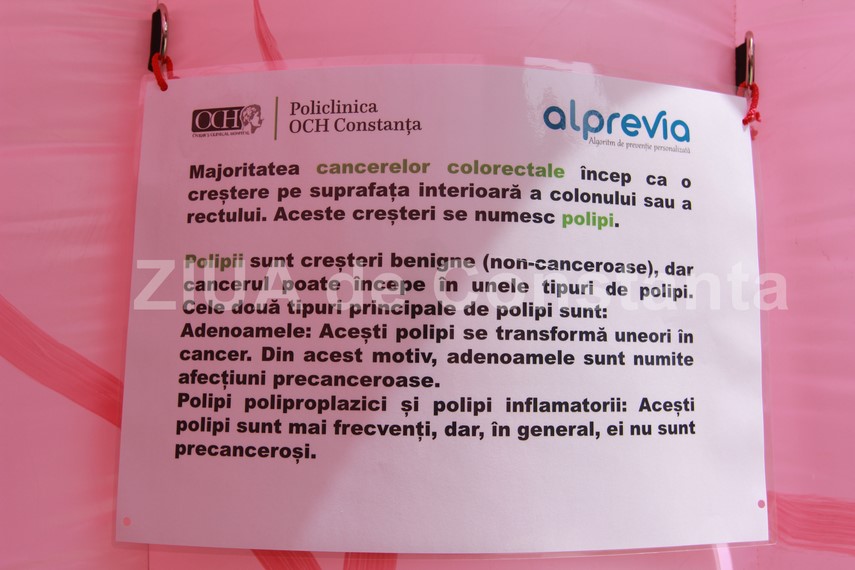 OCH
OVIDIUS CLINICAL HOSPITAL
Policlinica
OCH Constanța
alprevia
Algoritm de prevenție personalizată
Majoritatea cancerelor colorectale încep ca o
creștere pe suprafața interioară a colonului sau a
rectului. Aceste creșteri se numesc polipi.
Polipii sunt creșteri benigne (non-canceroase), dar
cancerul poate începe în unele tipuri de polipi.
ZIUA de Constanta
Cele două tipuri principale de polipi sunt:
Adenoamele: Acești polipi se transformă uneori în
cancer. Din acest motiv, adenoamele sunt numite
afecțiuni precanceroase.
Polipi poliproplazici și polipi inflamatorii: Acești
polipi sunt mai frecvenți, dar, în general, ei nu sunt
precanceroși.